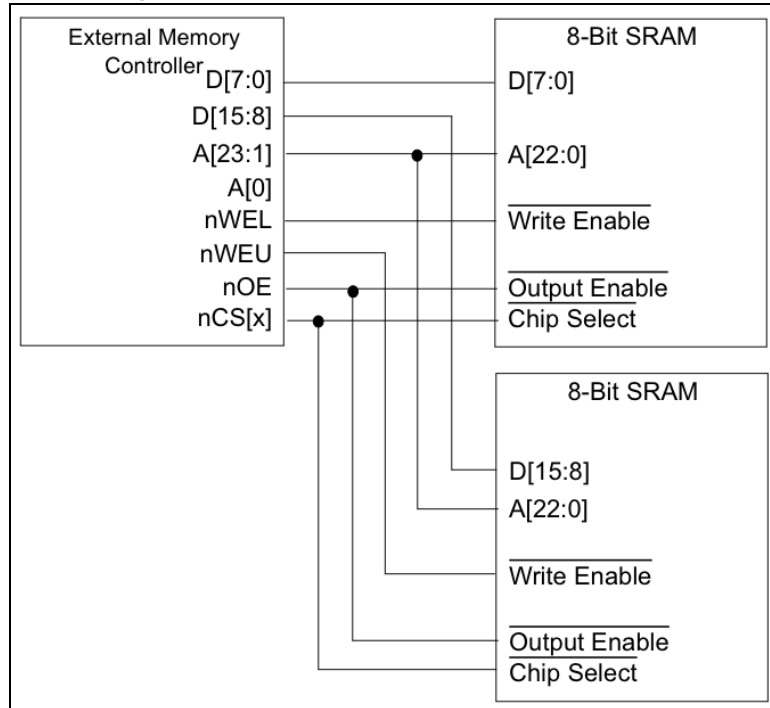 External Memory
Controller
D[7:0]
D[15:8]
A[23:1]
A[0]
nWEL
nWEU
nOE
nCS[x]
8-Bit SRAM
D[7:0]
A[22:0]
Write Enable
Output Enable
Chip Select
8-Bit SRAM
D[15:8]
A[22:0]
Write Enable
Output Enable
Chip Select